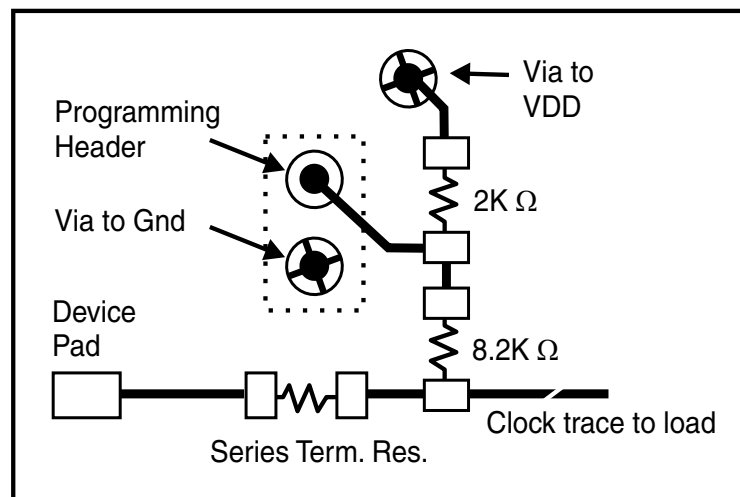 Via to
VDD
Programming
Header
2K Ω
Via to Gnd
Device
Pad
8.2K Ω
Clock trace to load
Series Term. Res.